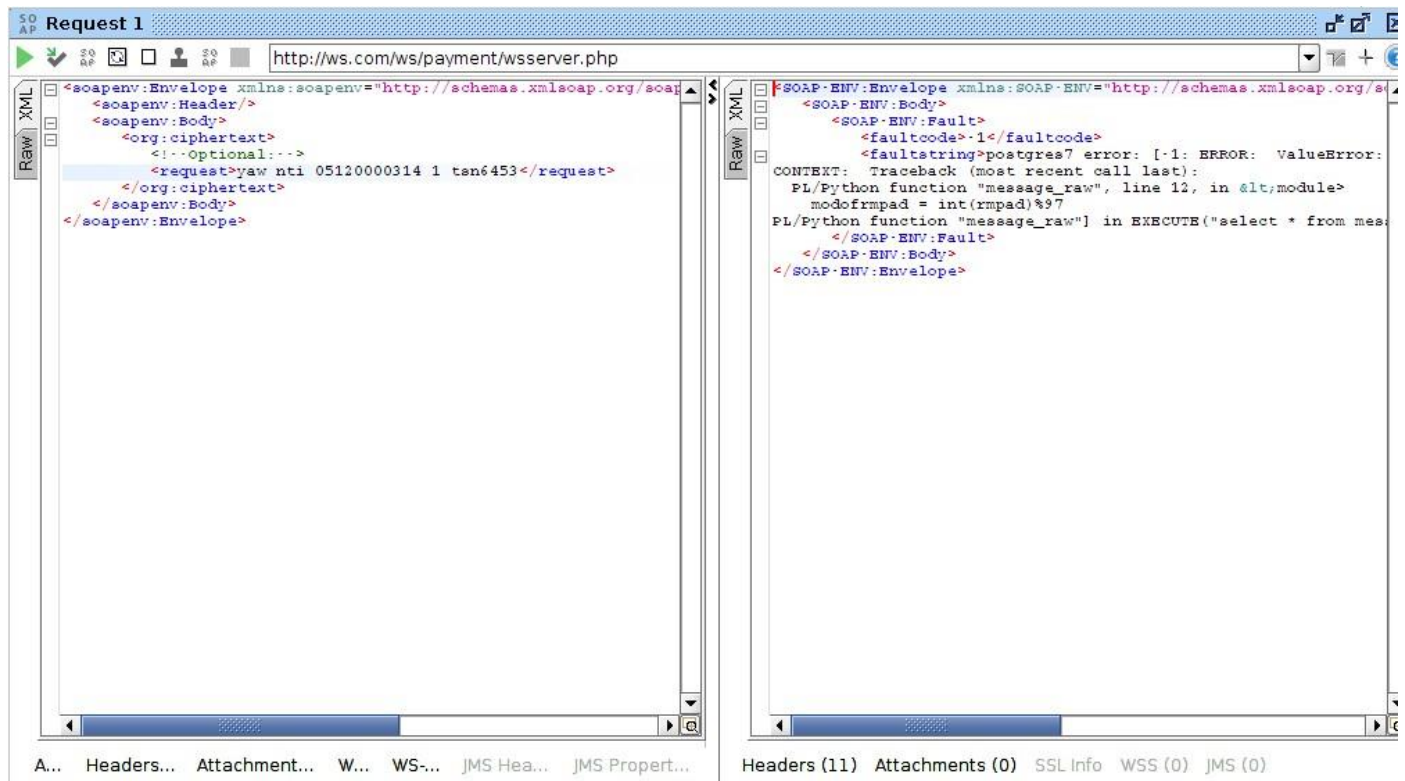 SO AP Request 1
http://ws.com/ws/payment/wsserver.php
XML
Raw
<soapenv:Envelope xmlns:soapenv="http://schemas.xmlsoap.org/soap
<soapenv:Header/>
<soapenv:Body>
<org:ciphertext>
<!--Optional:-->
<request>yaw nti 05120000314 1 tsn6453</request>
</org:ciphertext>
</soapenv:Body>
</soapenv:Envelope>
XML
Raw
<SOAP-ENV:Envelope xmlns:SOAP-ENV="http://schemas.xmlsoap.org/s
<SOAP-ENV:Body>
<SOAP-ENV:Fault>
<faultcode>-1</faultcode>
<faultstring>postgres7 error: [-1: ERROR:  ValueError:
CONTEXT:  Traceback (most recent call last):
PL/Python function "message_raw", line 12, in &lt;module>
modofrmpad = int(rmpad)%97
PL/Python function "message_raw"] in EXECUTE("select * from mes
</SOAP-ENV:Fault>
</SOAP-ENV:Body>
</SOAP-ENV:Envelope>
A... Headers... Attachment... W... WS-... JMS Hea... JMS Propert...
Headers (11) Attachments (0) SSL Info WSS (0) JMS (0)